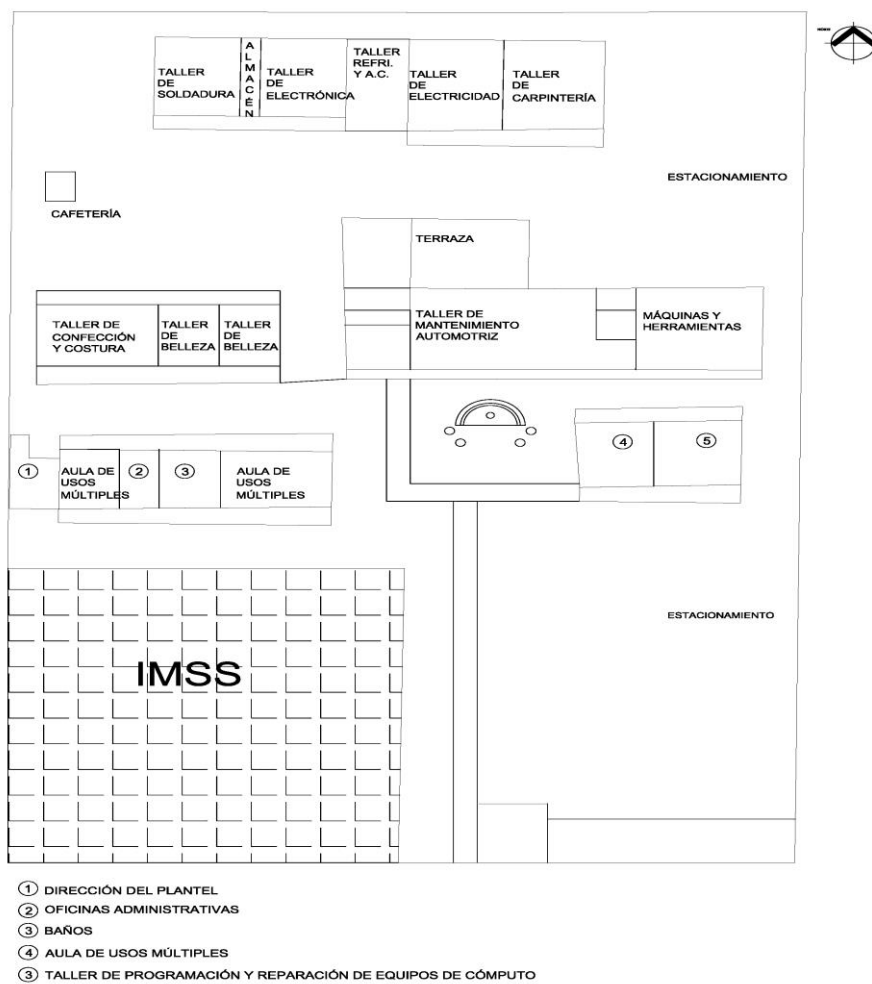 TALLER
DE
SOLDADURA
ALMACÉN
TALLER
DE
ELECTRÓNICA
TALLER
REFRI.
Y A.C.
TALLER
DE
ELECTRICIDAD
TALLER
DE
CARPINTERÍA
ESTACIONAMIENTO
CAFETERÍA
TERRAZA
TALLER DE
CONFECCIÓN
Y COSTURA
TALLER
DE
BELLEZA
TALLER
DE
BELLEZA
TALLER DE
MANTENIMIENTO
AUTOMOTRIZ
MÁQUINAS Y
HERRAMIENTAS
1
AULA DE
USOS
MÚLTIPLES
2
3
AULA DE
USOS
MÚLTIPLES
4
5
ESTACIONAMIENTO
IMSS
1 DIRECCIÓN DEL PLANTEL
2 OFICINAS ADMINISTRATIVAS
3 BAÑOS
4 AULA DE USOS MÚLTIPLES
3 TALLER DE PROGRAMACIÓN Y REPARACIÓN DE EQUIPOS DE CÓMPUTO